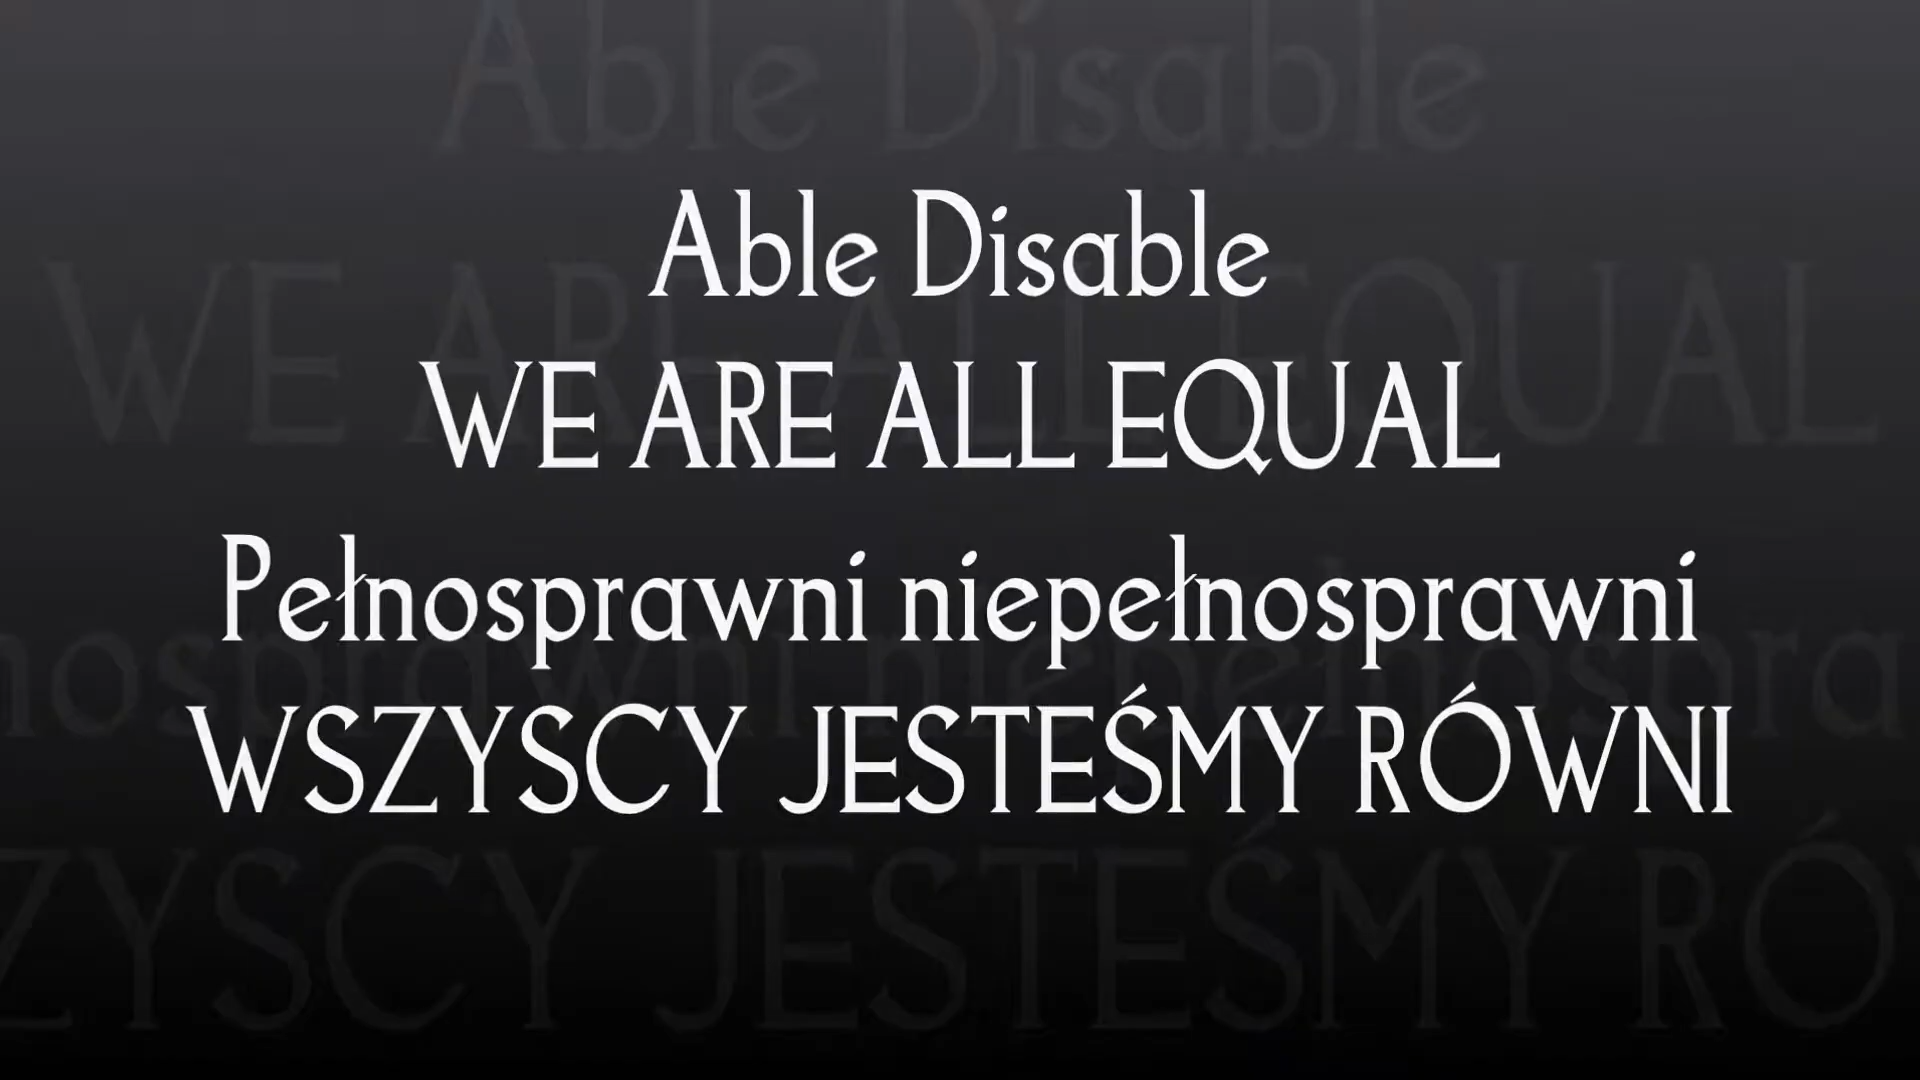 Able Disable
WE ARE ALL EQUAL
Pełnosprawni niepełnosprawni
WSZYSCY JESTEŚMY RÓWNI